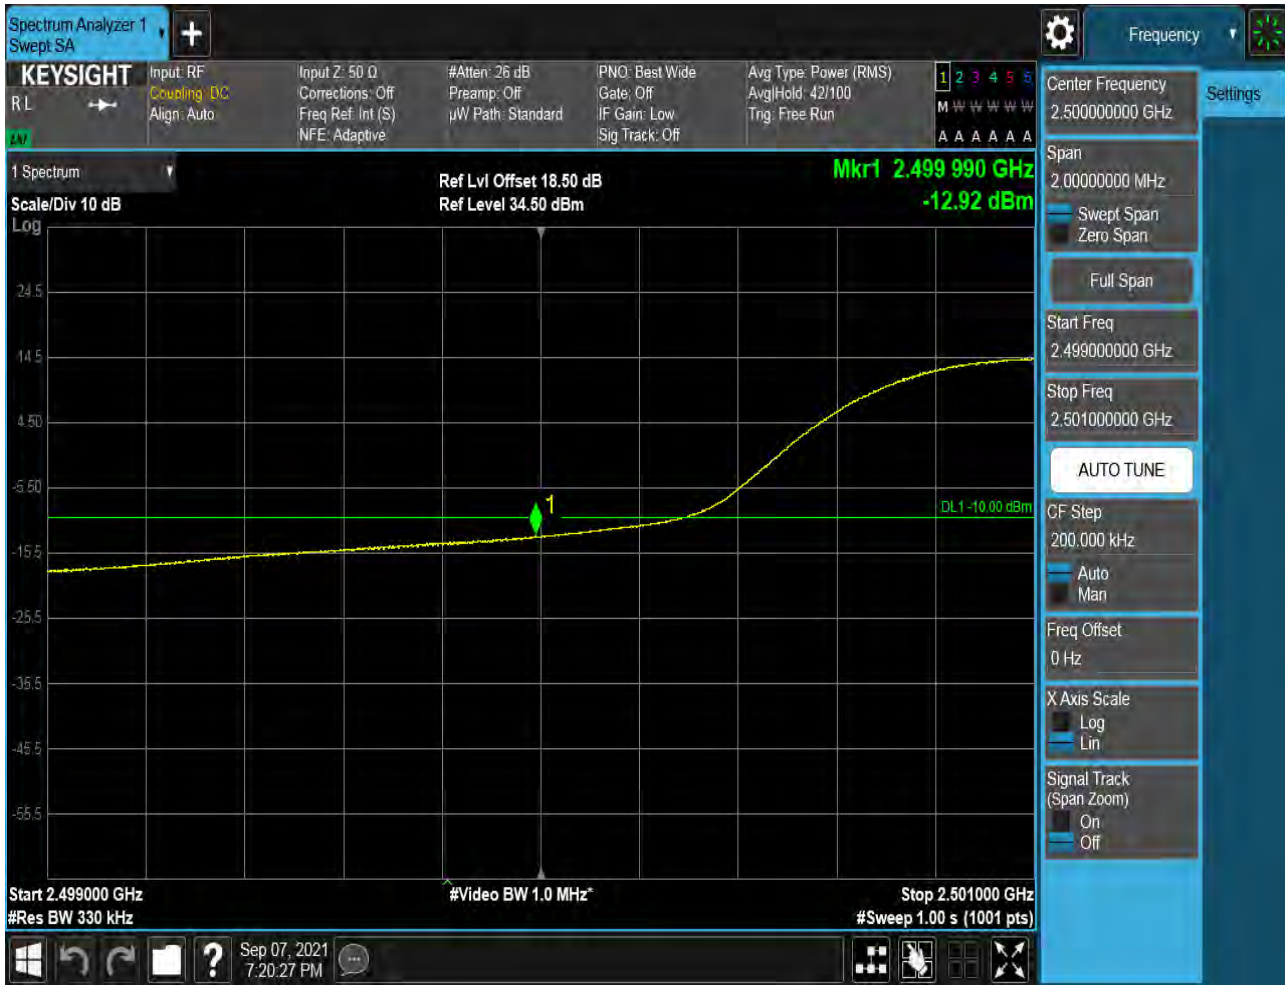 Spectrum Analyzer 1
Swept SA
Frequency
KEYSIGHT
R L
Input: RF
Coupling: DC
Align: Auto
Input Z: 50 Ω
Corrections: Off
Freq Ref: Int (S)
NFE: Adaptive
#Atten: 26 dB
Preamp: Off
µW Path: Standard
PNO: Best Wide
Gate: Off
IF Gain: Low
Sig Track: Off
Avg Type: Power (RMS)
Avg|Hold: 42/100
Trig: Free Run
1 2 3 4 5 6
M W W W W W
A A A A A A
1 Spectrum
Scale/Div 10 dB
Log
Ref Lvl Offset 18.50 dB
Ref Level 34.50 dBm
Mkr1 2.499 990 GHz
-12.92 dBm
24.5
14.5
4.50
-5.50
-15.5
-25.5
-35.5
-45.5
-55.5
1
DL1 -10.00 dBm
Start 2.499000 GHz
#Res BW 330 kHz
#Video BW 1.0 MHz*
Stop 2.501000 GHz
#Sweep 1.00 s (1001 pts)
Sep 07, 2021
7:20:27 PM
Center Frequency
2.500000000 GHz
Settings
Span
2.00000000 MHz
Swept Span
Zero Span
Full Span
Start Freq
2.499000000 GHz
Stop Freq
2.501000000 GHz
AUTO TUNE
CF Step
200.000 kHz
Auto
Man
Freq Offset
0 Hz
X Axis Scale
Log
Lin
Signal Track
(Span Zoom)
On
Off